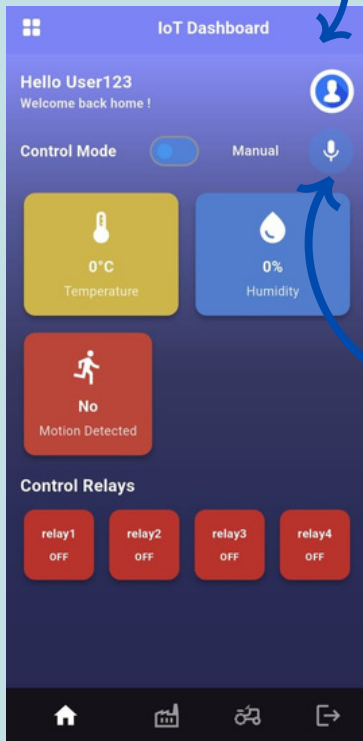 IoT Dashboard
Hello User123
Welcome back home !
Control Mode
Manual
0°C
Temperature
0%
Humidity
No
Motion Detected
Control Relays
relay1
OFF
relay2
OFF
relay3
OFF
relay4
OFF